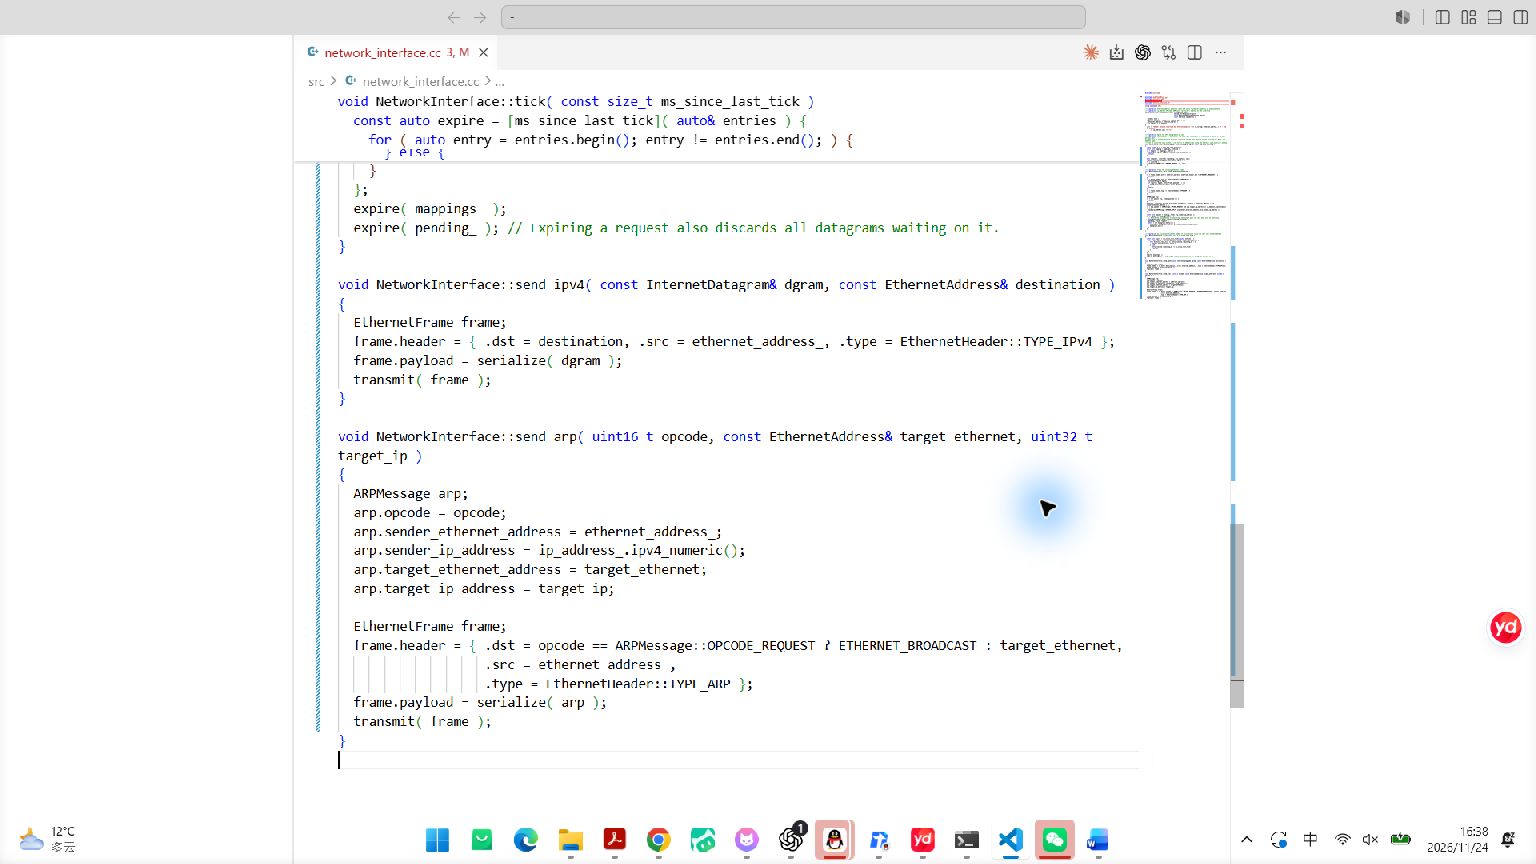 -
network_interface.cc 3, M
src > network_interface.cc > ...
void NetworkInterface::tick( const size_t ms_since_last_tick )
const auto expire = [ms_since_last_tick]( auto& entries ) {
for ( auto entry = entries.begin(); entry != entries.end(); ) {
} else {
}
};
expire( mappings_ );
expire( pending_ ); // Expiring a request also discards all datagrams waiting on it.
}
void NetworkInterface::send_ipv4( const InternetDatagram& dgram, const EthernetAddress& destination )
{
EthernetFrame frame;
frame.header = { .dst = destination, .src = ethernet_address_, .type = EthernetHeader::TYPE_IPv4 };
frame.payload = serialize( dgram );
transmit( frame );
}
void NetworkInterface::send_arp( uint16_t opcode, const EthernetAddress& target_ethernet, uint32_t
target_ip )
{
ARPMessage arp;
arp.opcode = opcode;
arp.sender_ethernet_address = ethernet_address_;
arp.sender_ip_address = ip_address_.ipv4_numeric();
arp.target_ethernet_address = target_ethernet;
arp.target_ip_address = target_ip;
EthernetFrame frame;
frame.header = { .dst = opcode == ARPMessage::OPCODE_REQUEST ? ETHERNET_BROADCAST : target_ethernet,
.src = ethernet_address_,
.type = EthernetHeader::TYPE_ARP };
frame.payload = serialize( arp );
transmit( frame );
}
yd
12°C
多云
1
yd
中
16:38
2026/11/24